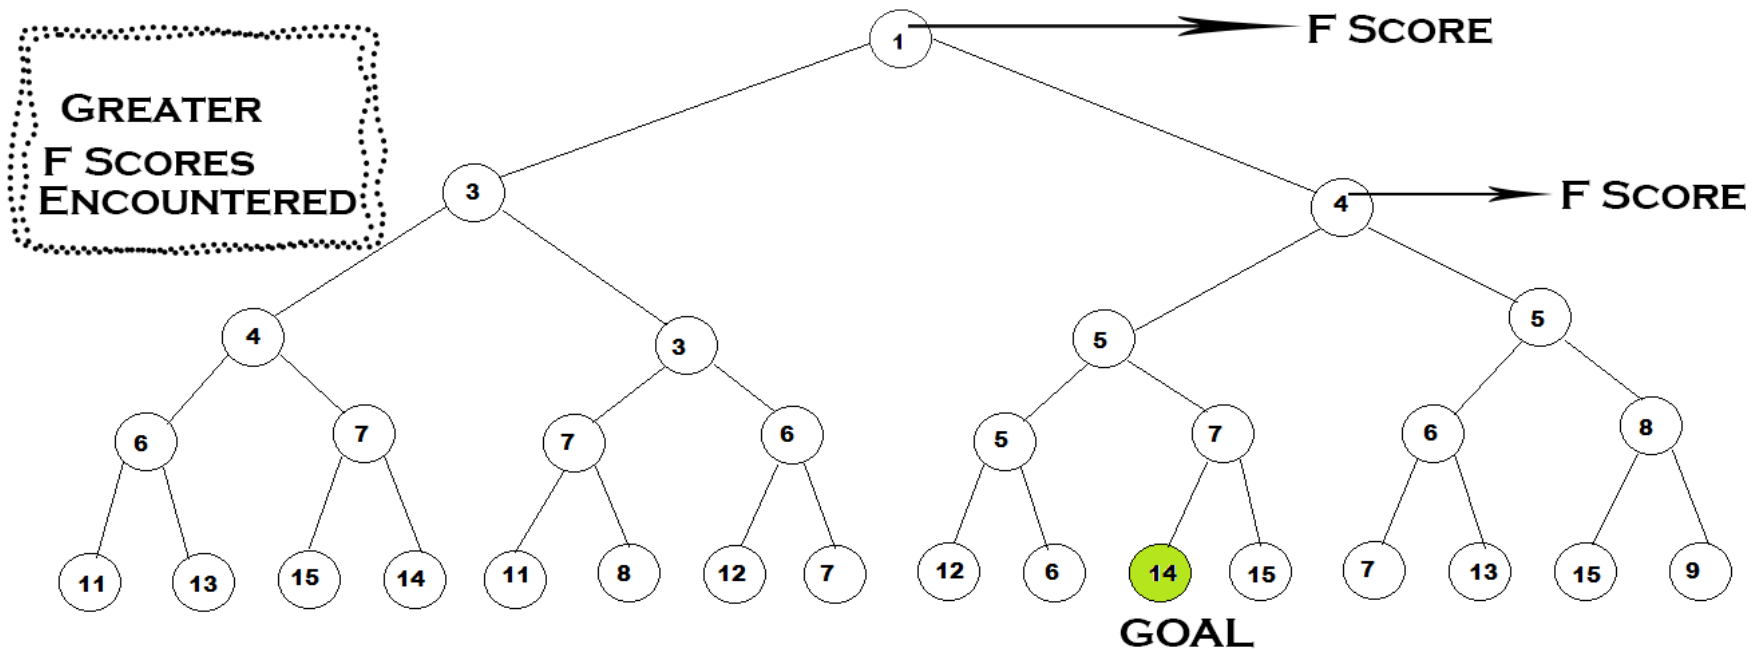 1 F SCORE
GREATER
F SCORES
ENCOUNTERED
3 4 F SCORE
4 3 5 5
6 7 7 6 5 7 6 8
11 13 15 14 11 8 12 7 12 6 14 15 7 13 15 9
GOAL